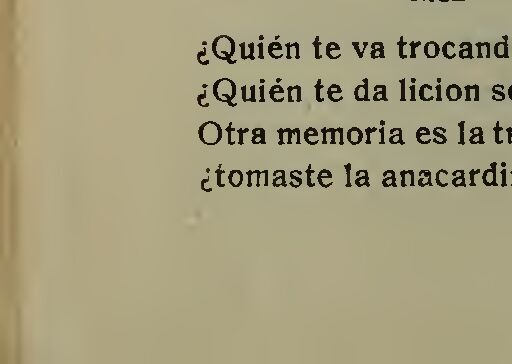 ¿Quién te va trocand
¿Quién te da licion s
Otra memoria es la t
¿tomaste la anacardi